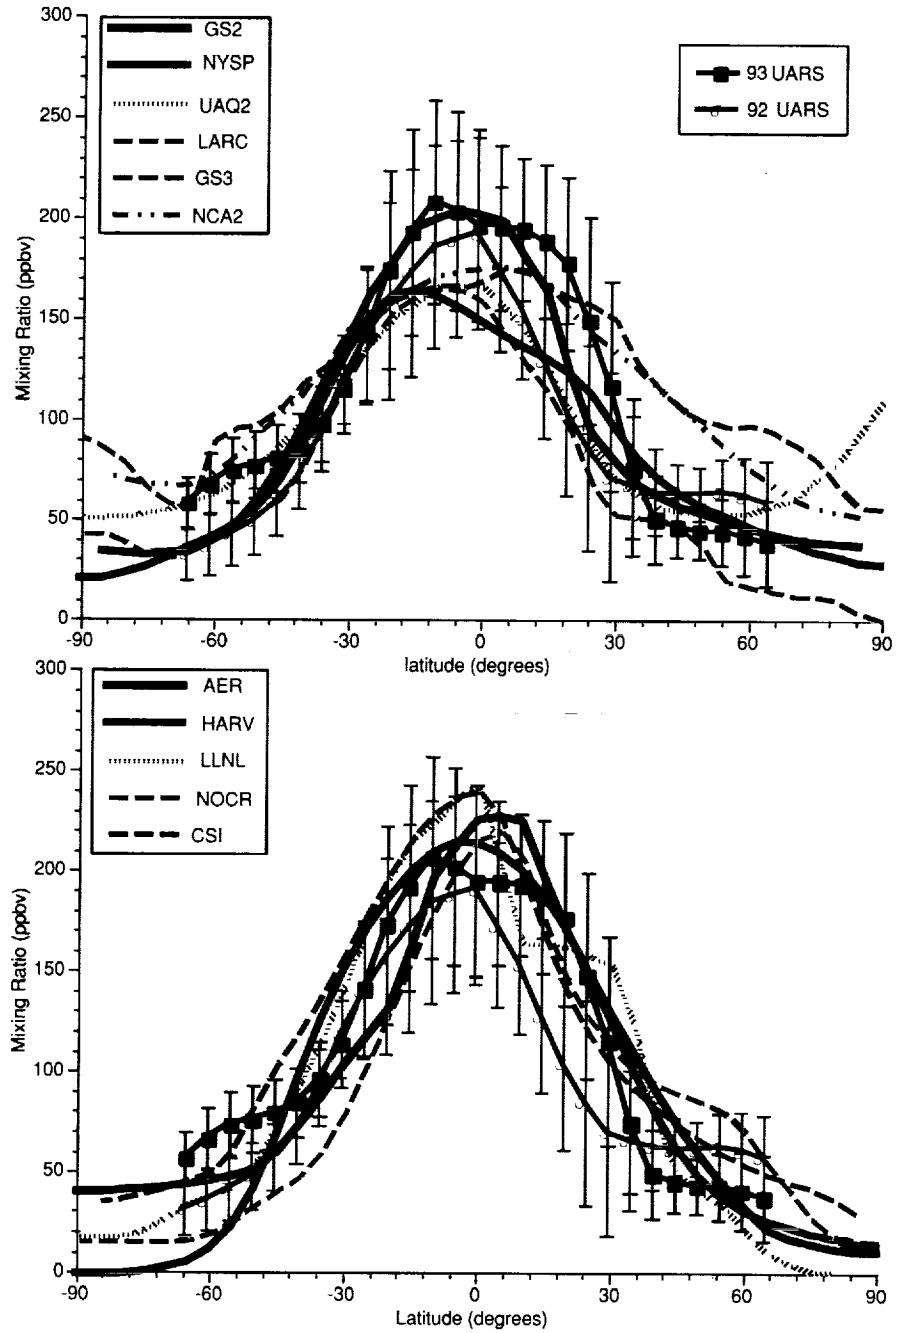 300
GS2
NYSP
UAQ2
LARC
GS3
NCA2
93 UARS
92 UARS
250
200
150
100
50
0
Mixing Ratio (ppbv)
-90
-60
-30
0
30
60
90
latitude (degrees)
300
AER
HARV
LLNL
NOCR
CSI
250
200
150
100
50
0
Mixing Ratio (ppbv)
-90
-60
-30
0
30
60
90
Latitude (degrees)